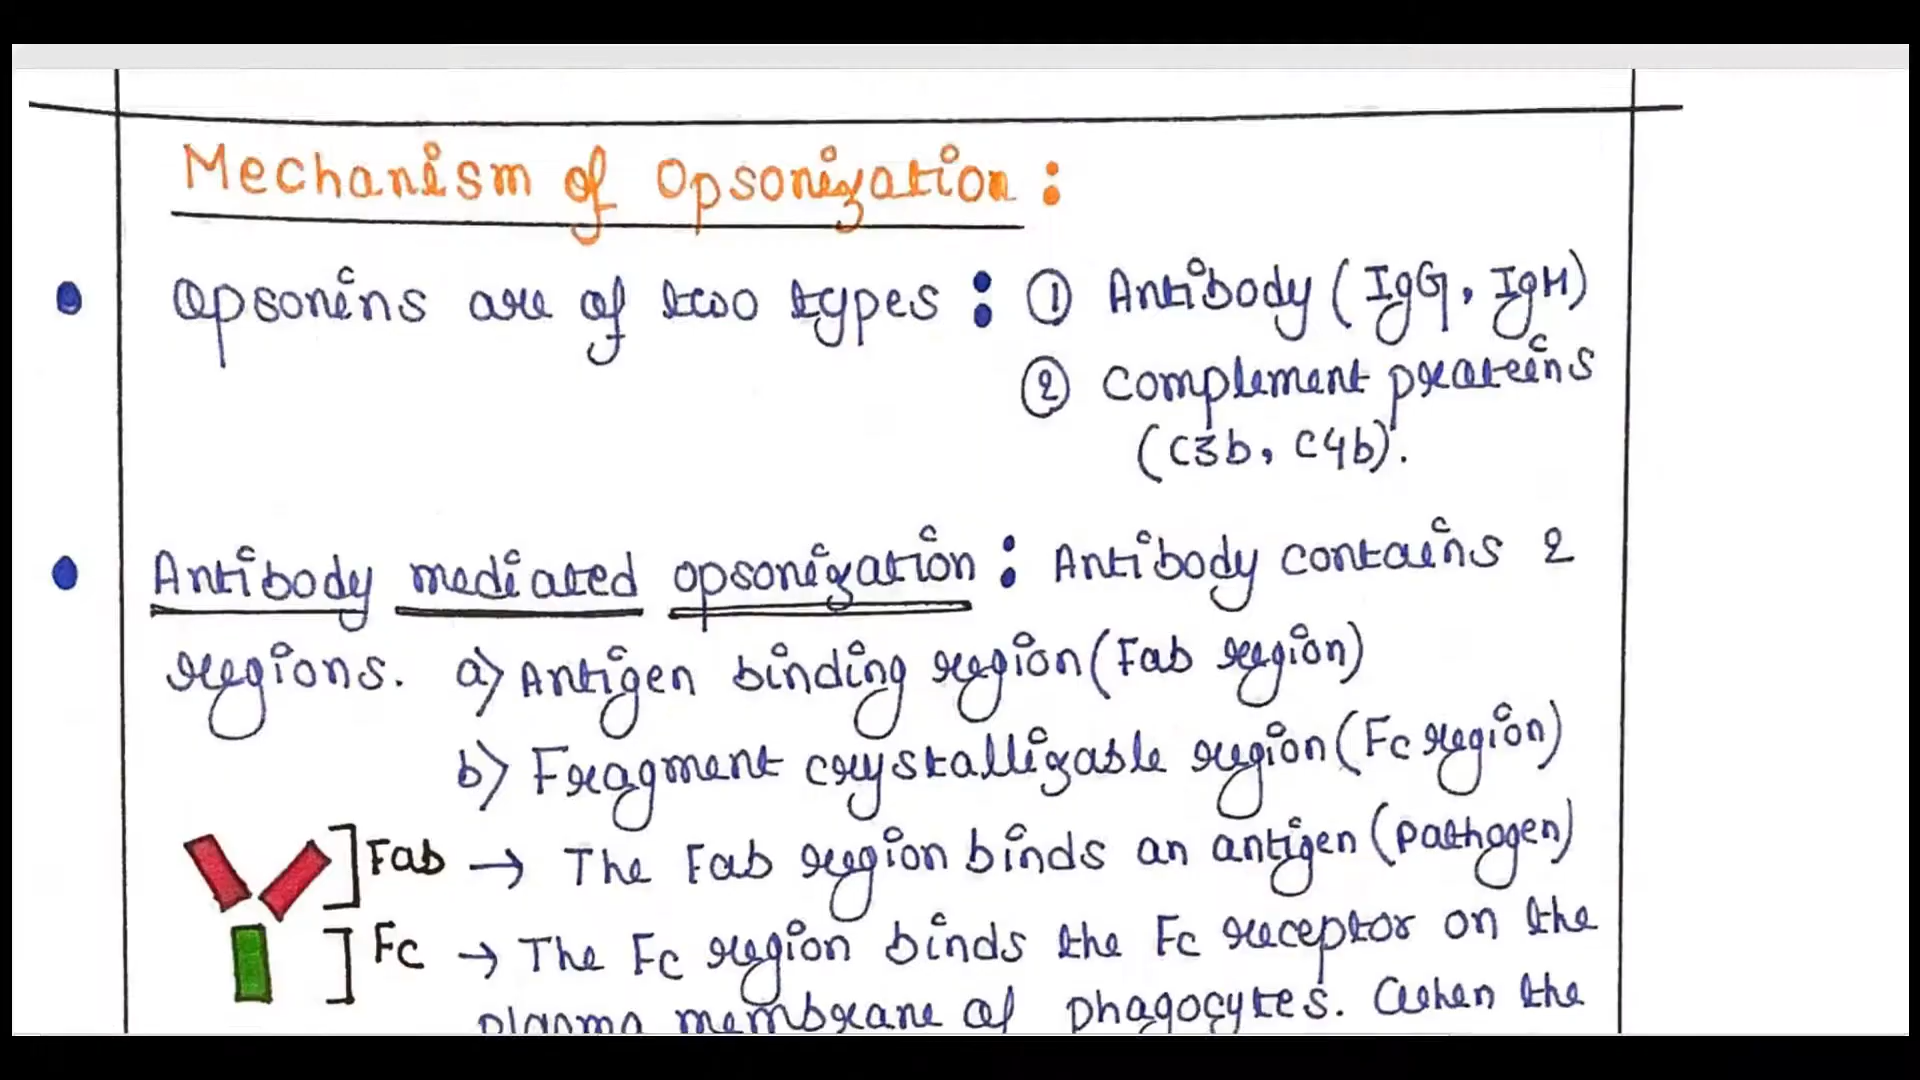 Mechanism of Opsonization :
Opsonins are of two types : ① Antibody (IgG, IgM)
② Complement proteins
(C3b, C4b).
Antibody mediated opsonization : Antibody contains 2
regions. a) Antigen binding region (Fab region)
b) Fragment crystallizable region (Fc region)
Fab → The Fab region binds an antigen (pathogen)
Fc → The Fc region binds the Fc receptor on the
plasma membrane of phagocytes. When the